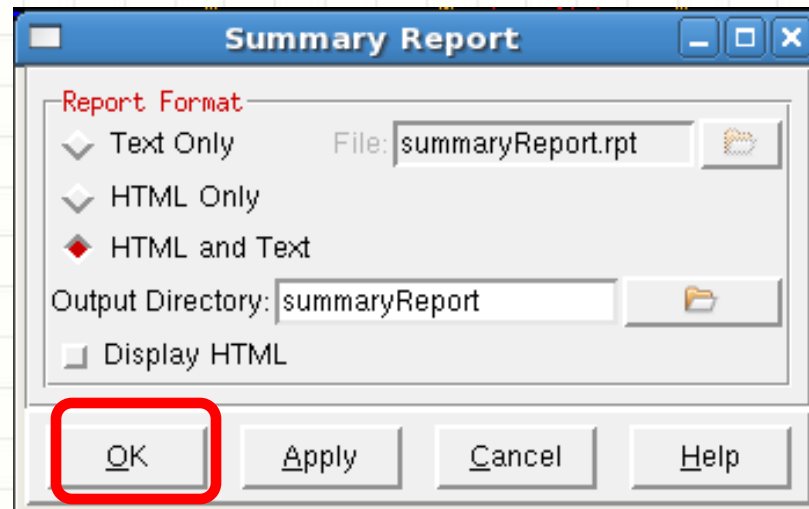 Summary Report
Report Format
Text Only File: summaryReport.rpt
HTML Only
HTML and Text
Output Directory: summaryReport
Display HTML
OK Apply Cancel Help